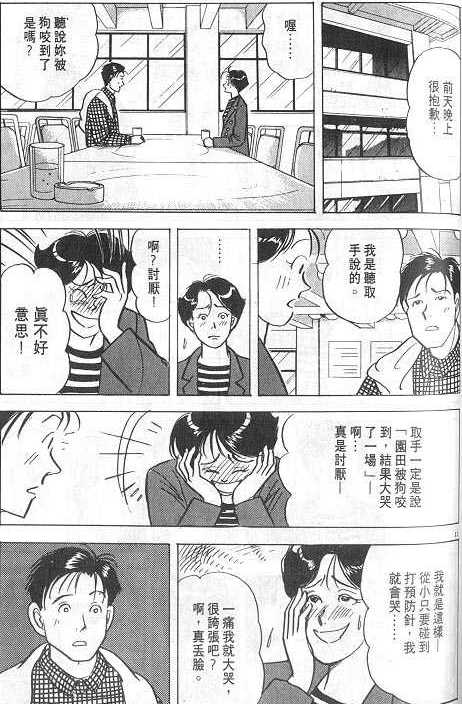 前天晚上
很抱歉…
喔……
聽說妳被
狗咬到了
是嗎?
我是聽取
手說的。
……
啊?討厭!
真不好
意思!
取手一定是說
「園田被狗咬
到,結果大哭
了一場」—
啊…
真是討厭—
我就是這樣—
從小只要碰到
打預防針,我
就會哭……
一痛我就大哭,
很誇張吧?
啊,真丟臉。